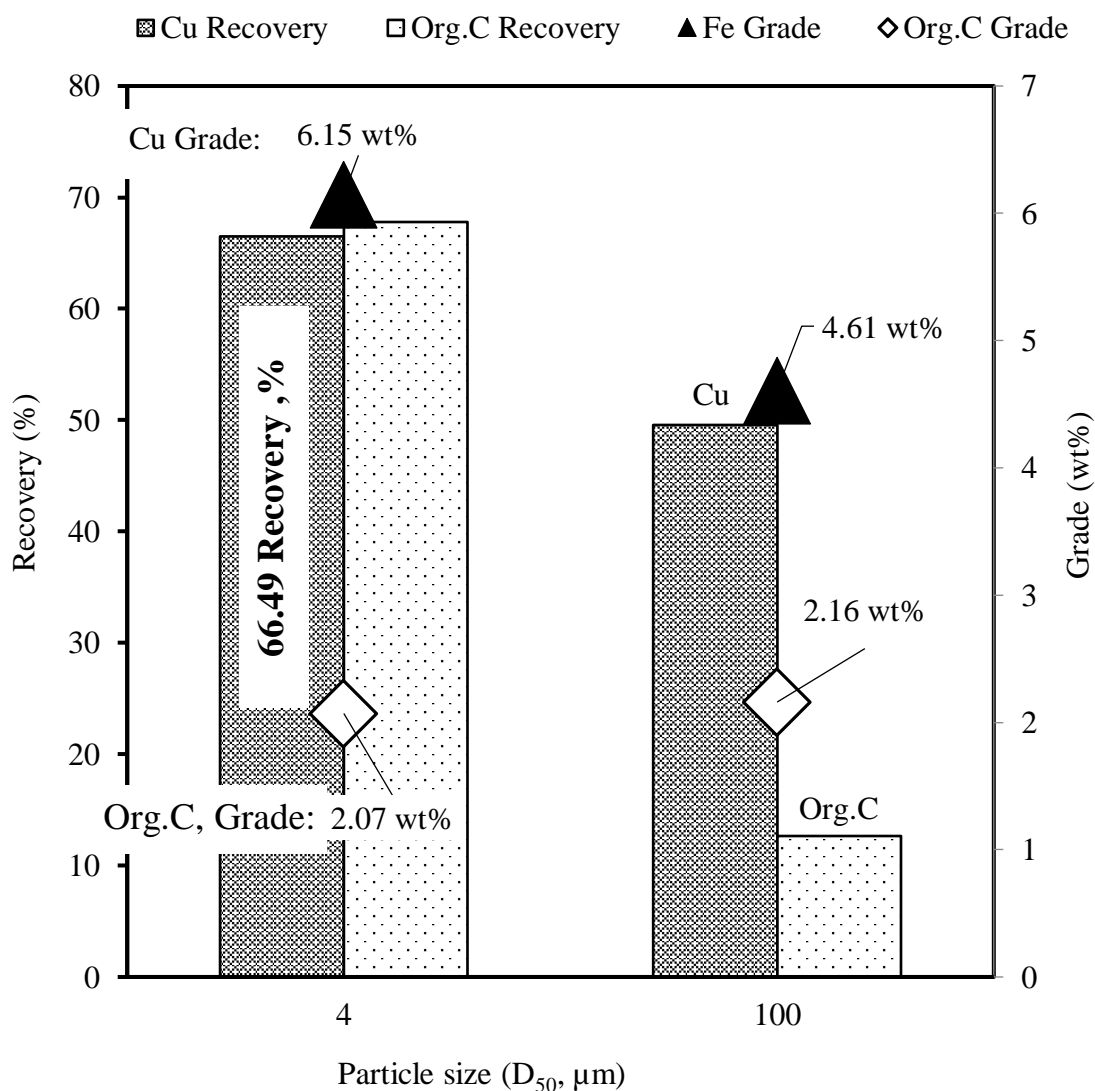 Cu Recovery Org.C Recovery Fe Grade Org.C Grade
80
70
60
50
40
30
20
10
0
Recovery (%)
7
6
5
4
3
2
1
0
Grade (wt%)
Cu Grade: 6.15 wt%
66.49 Recovery ,%
Org.C, Grade: 2.07 wt%
4.61 wt%
Cu
2.16 wt%
Org.C
4 100
Particle size (D₅₀, µm)